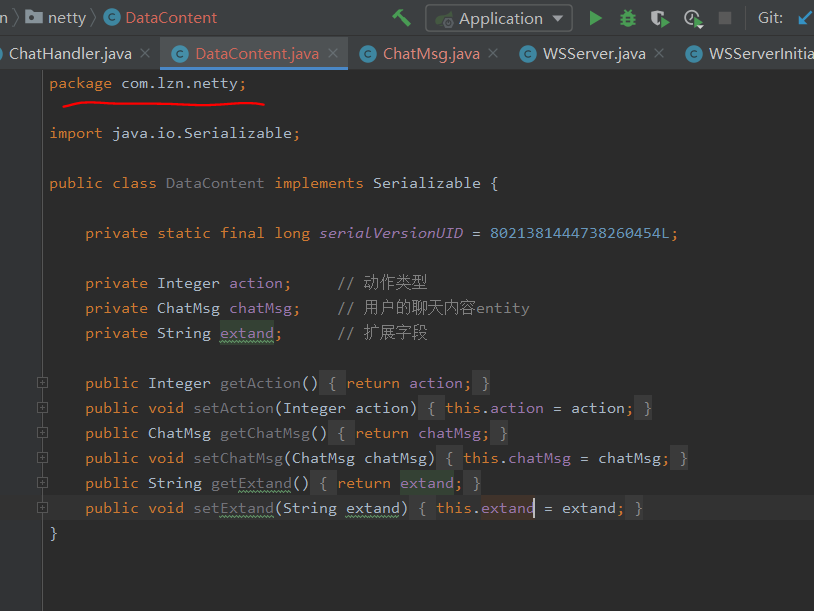 n netty DataContent Application Git:
ChatHandler.java DataContent.java ChatMsg.java WSServer.java WSServerInitia
package com.lzn.netty;
import java.io.Serializable;
public class DataContent implements Serializable {
private static final long serialVersionUID = 8021381444738260454L;
private Integer action; // 动作类型
private ChatMsg chatMsg; // 用户的聊天内容entity
private String extand; // 扩展字段
public Integer getAction() { return action; }
public void setAction(Integer action) { this.action = action; }
public ChatMsg getChatMsg() { return chatMsg; }
public void setChatMsg(ChatMsg chatMsg) { this.chatMsg = chatMsg; }
public String getExtand() { return extand; }
public void setExtand(String extand) { this.extand = extand; }
}